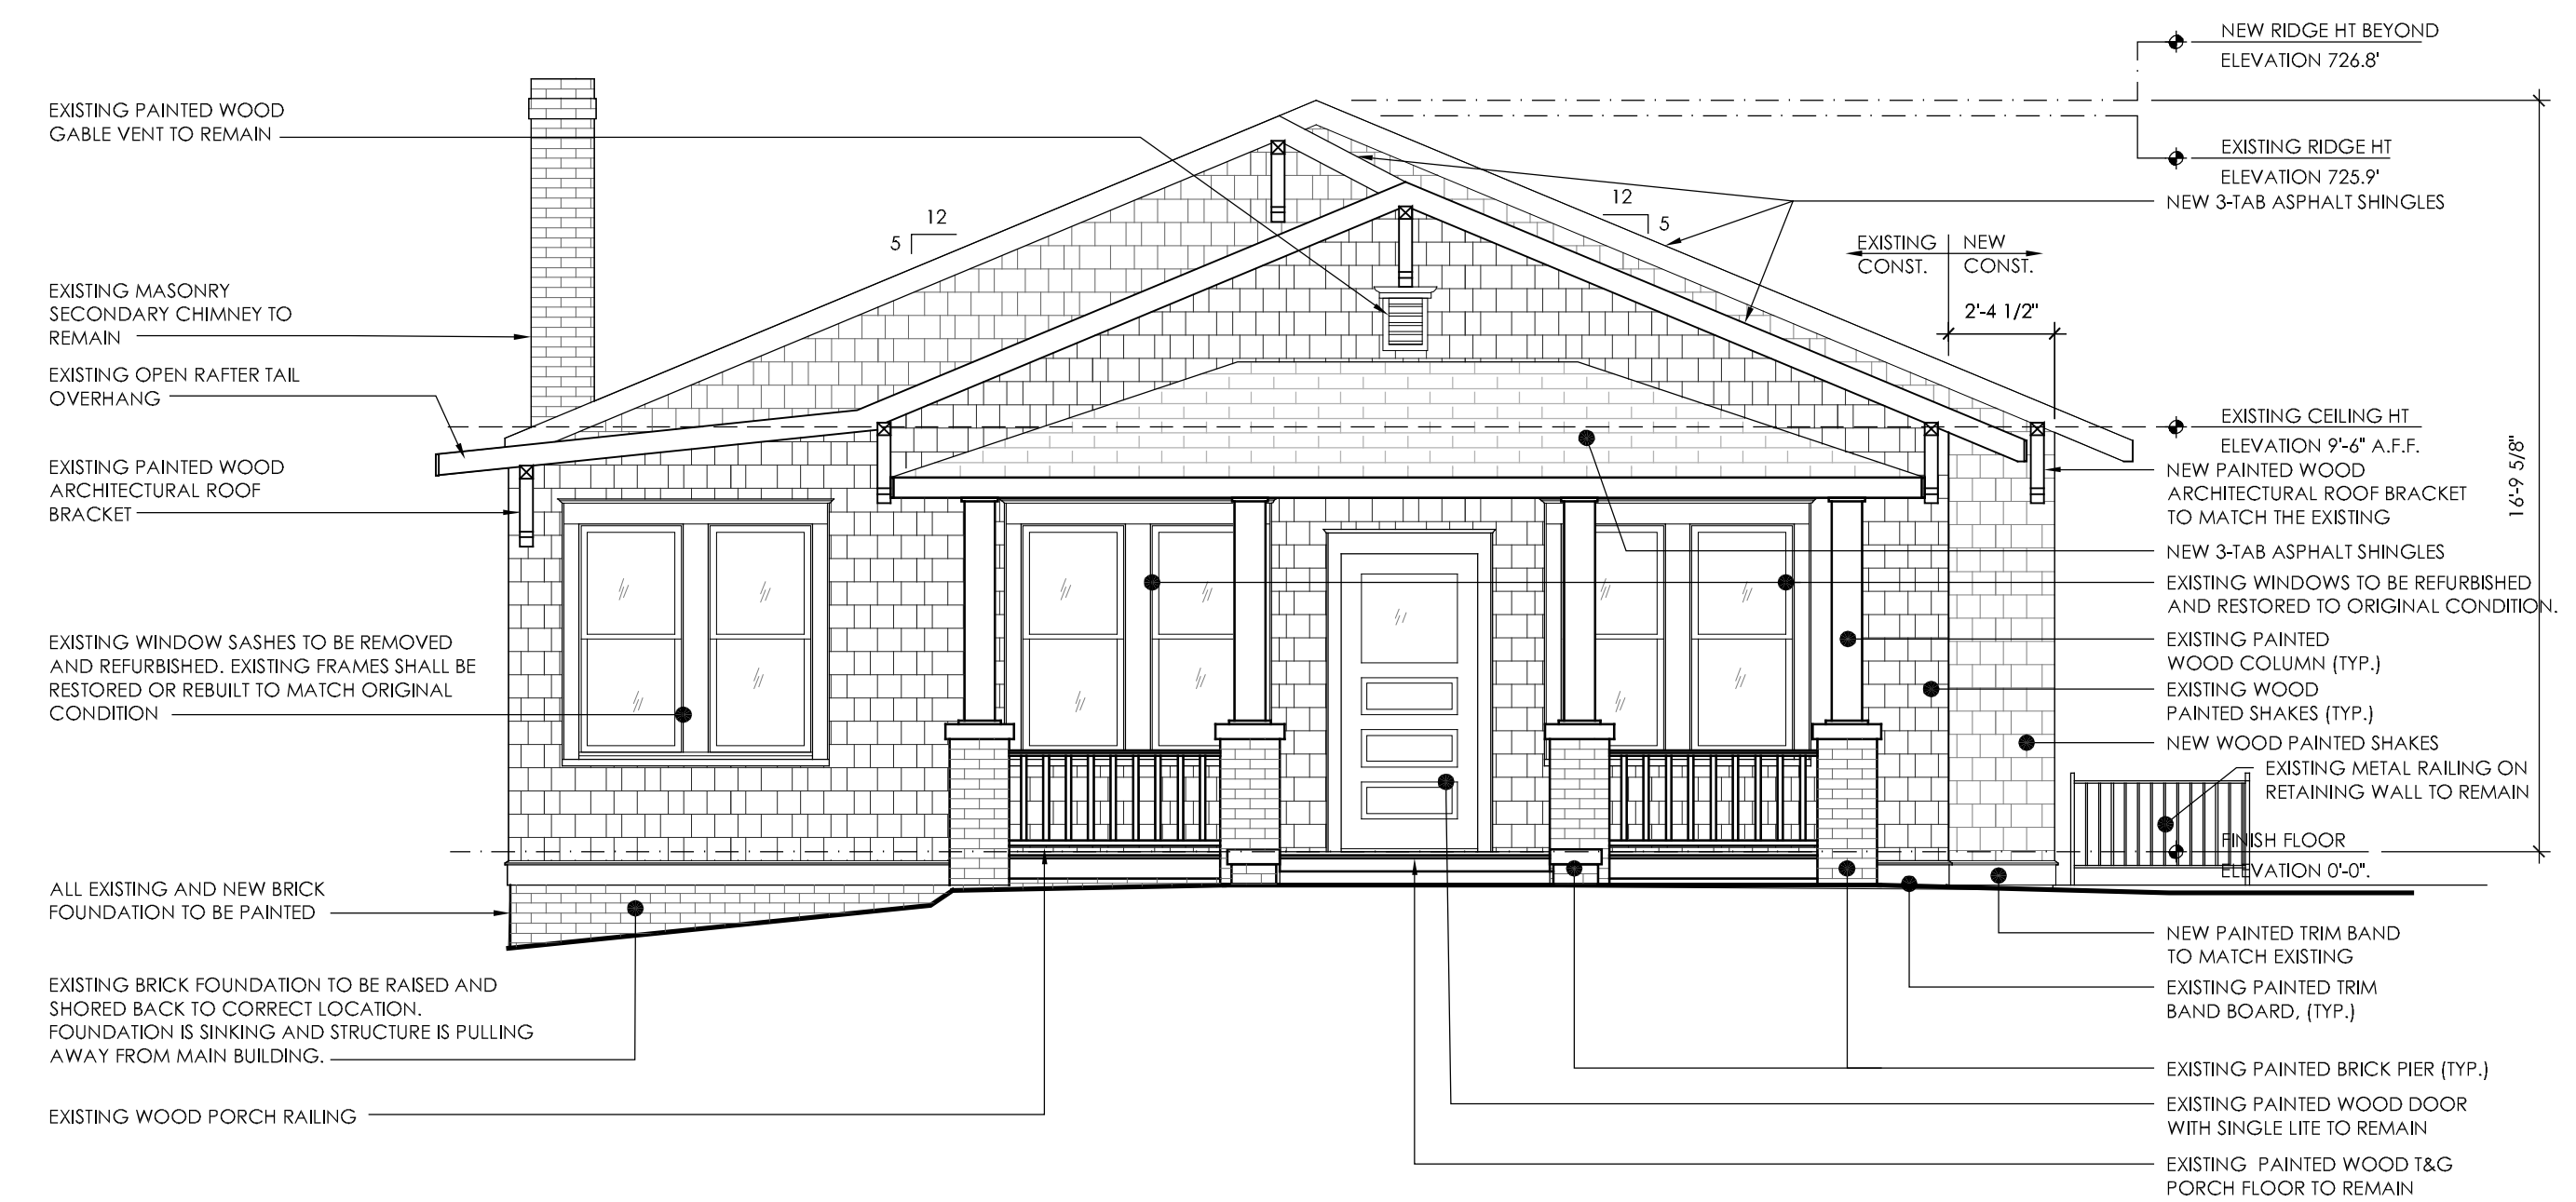 EXISTING PAINTED WOOD
GABLE VENT TO REMAIN
EXISTING MASONRY
SECONDARY CHIMNEY TO
REMAIN
EXISTING OPEN RAFTER TAIL
OVERHANG
EXISTING PAINTED WOOD
ARCHITECTURAL ROOF
BRACKET
EXISTING WINDOW SASHES TO BE REMOVED
AND REFURBISHED. EXISTING FRAMES SHALL BE
RESTORED OR REBUILT TO MATCH ORIGINAL
CONDITION
ALL EXISTING AND NEW BRICK
FOUNDATION TO BE PAINTED
EXISTING BRICK FOUNDATION TO BE RAISED AND
SHORED BACK TO CORRECT LOCATION.
FOUNDATION IS SINKING AND STRUCTURE IS PULLING
AWAY FROM MAIN BUILDING.
EXISTING WOOD PORCH RAILING
12
5
12
5
EXISTING
CONST.
NEW
CONST.
2'-4 1/2"
NEW RIDGE HT BEYOND
ELEVATION 726.8'
EXISTING RIDGE HT
ELEVATION 725.9'
NEW 3-TAB ASPHALT SHINGLES
EXISTING CEILING HT
ELEVATION 9'-6" A.F.F.
NEW PAINTED WOOD
ARCHITECTURAL ROOF BRACKET
TO MATCH THE EXISTING
16'-9 5/8"
NEW 3-TAB ASPHALT SHINGLES
EXISTING WINDOWS TO BE REFURBISHED
AND RESTORED TO ORIGINAL CONDITION.
EXISTING PAINTED
WOOD COLUMN (TYP.)
EXISTING WOOD
PAINTED SHAKES (TYP.)
NEW WOOD PAINTED SHAKES
EXISTING METAL RAILING ON
RETAINING WALL TO REMAIN
FINISH FLOOR
ELEVATION 0'-0".
NEW PAINTED TRIM BAND
TO MATCH EXISTING
EXISTING PAINTED TRIM
BAND BOARD, (TYP.)
EXISTING PAINTED BRICK PIER (TYP.)
EXISTING PAINTED WOOD DOOR
WITH SINGLE LITE TO REMAIN
EXISTING PAINTED WOOD T&G
PORCH FLOOR TO REMAIN